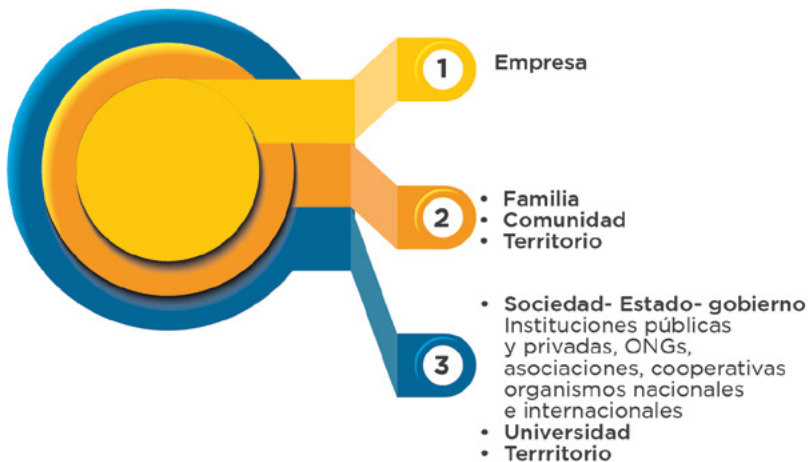 1
Empresa
2
• Familia
• Comunidad
• Territorio
3
• Sociedad- Estado- gobierno
Instituciones públicas
y privadas, ONGs,
asociaciones, cooperativas
organismos nacionales
e internacionales
• Universidad
• Terrritorio